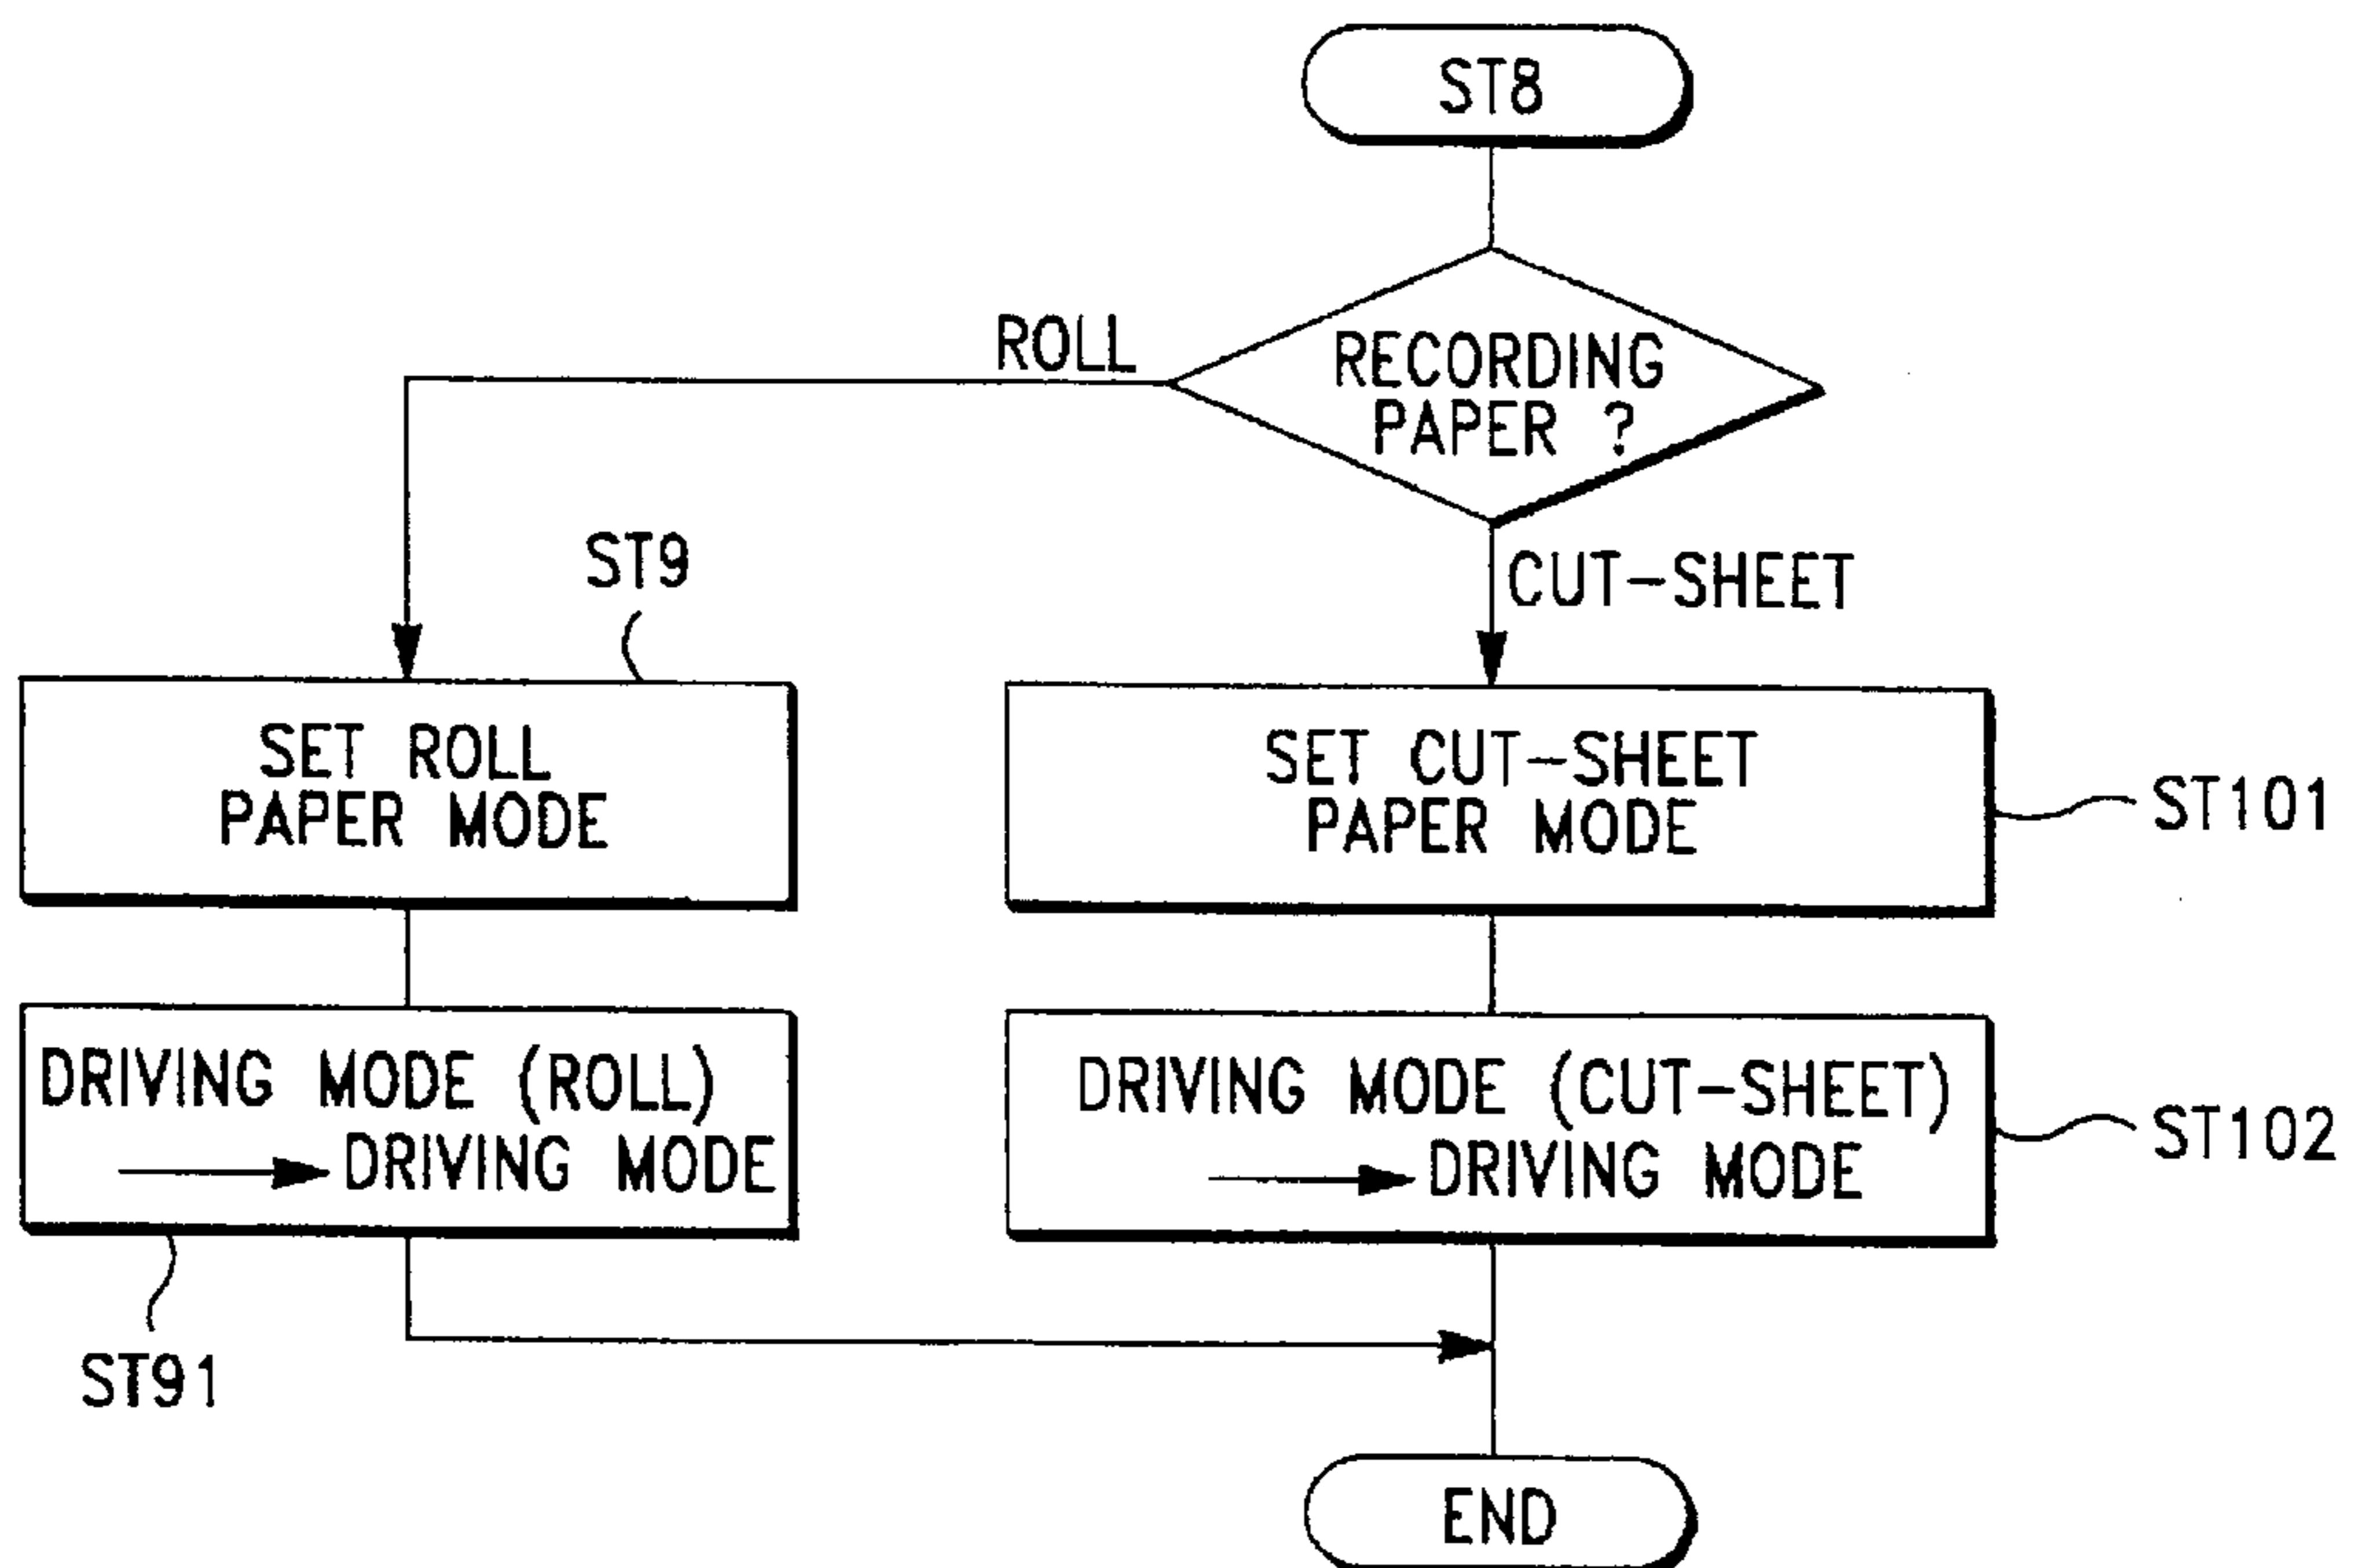 ST8
RECORDING
PAPER ?
ROLL
CUT-SHEET
ST9
SET ROLL
PAPER MODE
SET CUT-SHEET
PAPER MODE
ST101
DRIVING MODE (ROLL)
→ DRIVING MODE
DRIVING MODE (CUT-SHEET)
→ DRIVING MODE
ST102
ST91
END